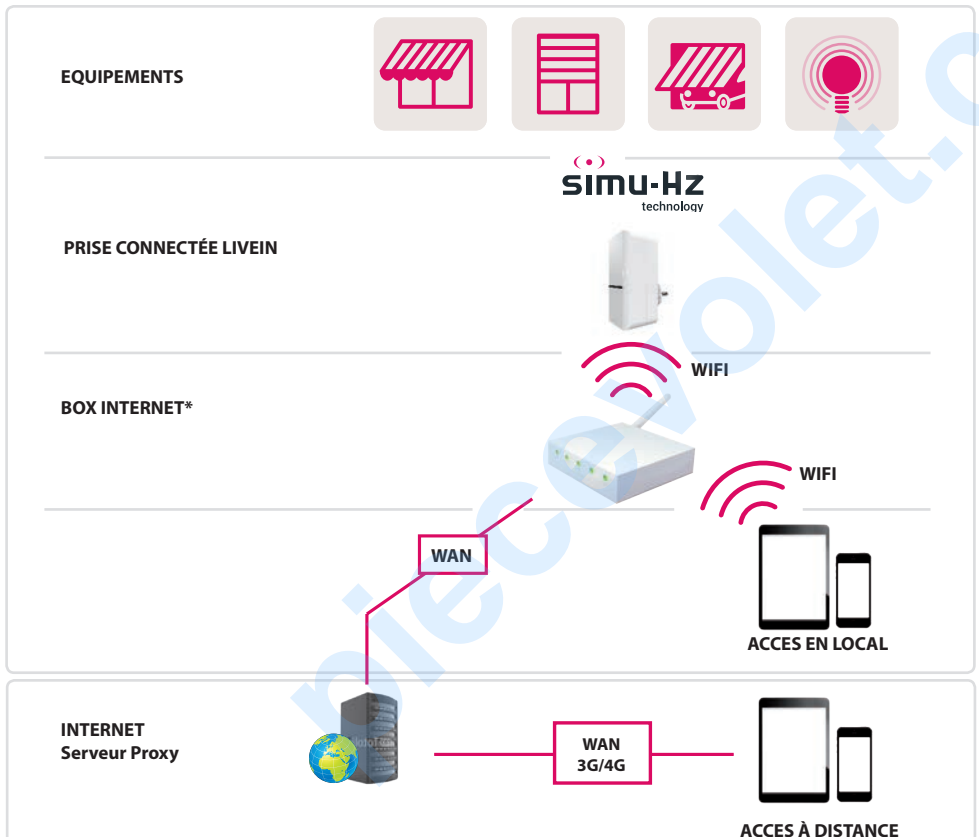 EQUIPEMENTS
simu-Hz
technology
PRISE CONNECTÉE LIVEIN
WIFI
BOX INTERNET*
WIFI
WAN
ACCES EN LOCAL
INTERNET
Serveur Proxy
WAN
3G/4G
ACCES À DISTANCE
piecevolet.c